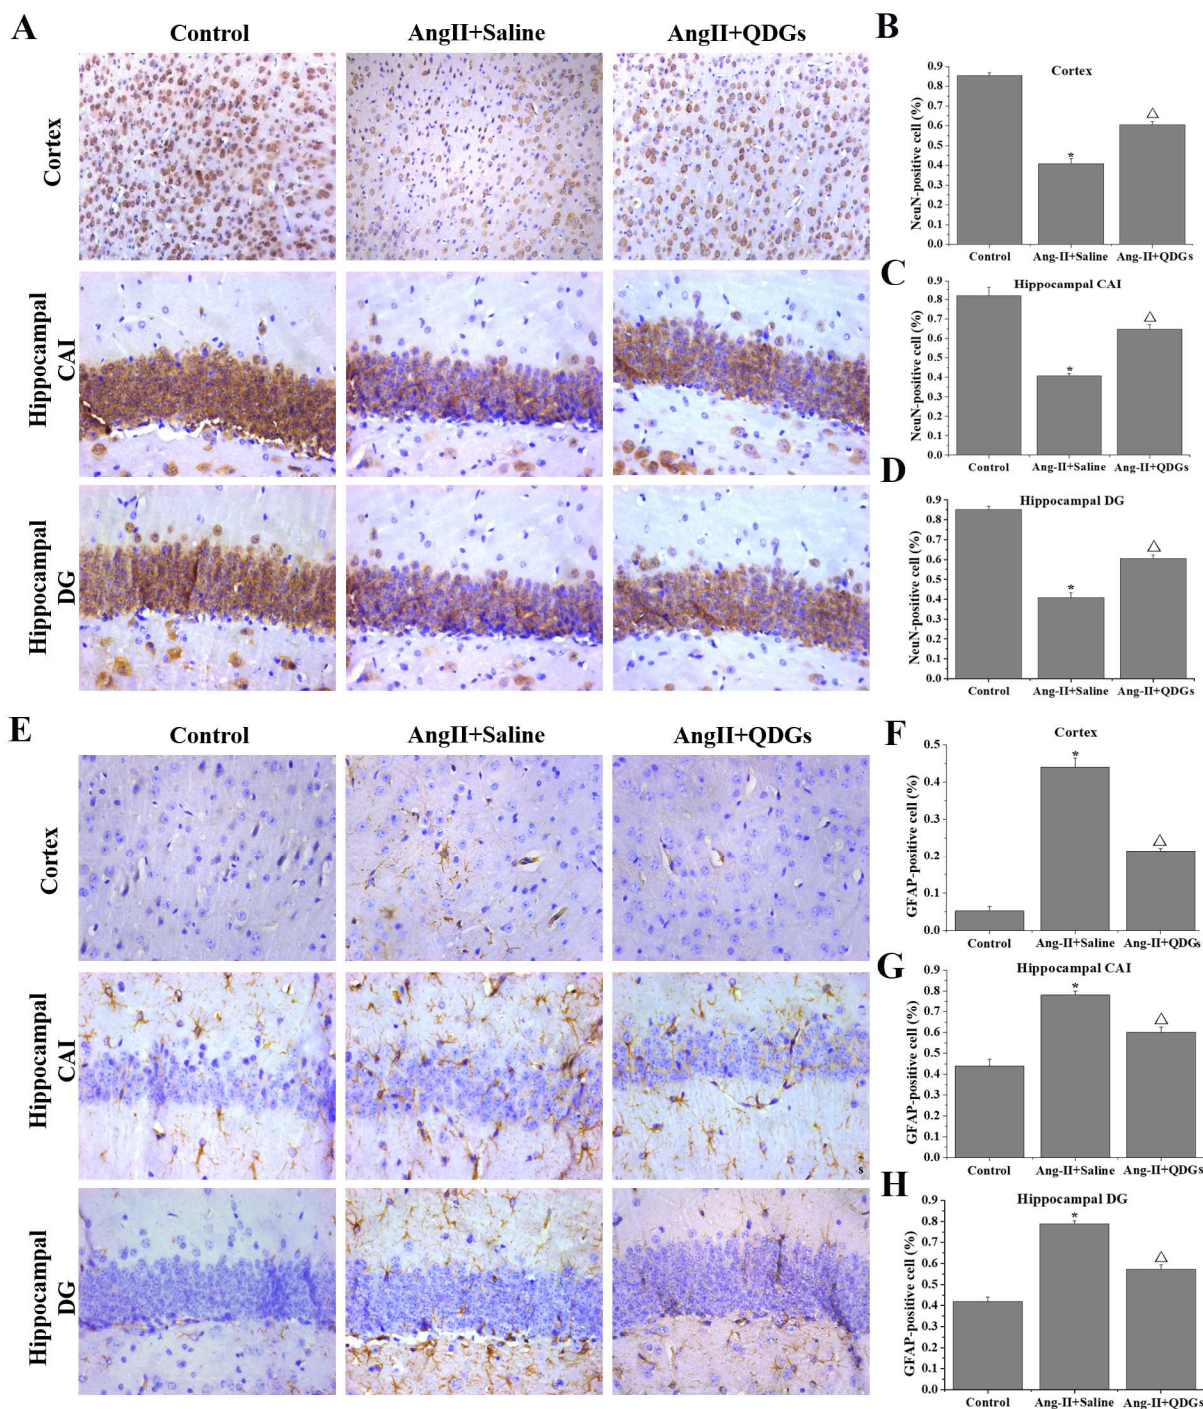 A
Control
AngII+Saline
AngII+QDGs
Cortex
Hippocampal
CAI
Hippocampal
DG
B
Cortex
NeuN-positive cell (%)
0.9
0.8
0.7
0.6
0.5
0.4
0.3
0.2
0.1
0.0
Control
Ang-II+Saline
Ang-II+QDGs
*
△
C
Hippocampal CAI
NeuN-positive cell (%)
0.9
0.8
0.7
0.6
0.5
0.4
0.3
0.2
0.1
0.0
Control
Ang-II+Saline
Ang-II+QDGs
*
△
D
Hippocampal DG
NeuN-positive cell (%)
0.9
0.8
0.7
0.6
0.5
0.4
0.3
0.2
0.1
0.0
Control
Ang-II+Saline
Ang-II+QDGs
*
△
E
Control
AngII+Saline
AngII+QDGs
Cortex
Hippocampal
CAI
Hippocampal
DG
s
F
Cortex
GFAP-positive cell (%)
0.5
0.4
0.3
0.2
0.1
0.0
Control
Ang-II+Saline
Ang-II+QDGs
*
△
G
Hippocampal CAI
GFAP-positive cell (%)
0.9
0.8
0.7
0.6
0.5
0.4
0.3
0.2
0.1
0.0
Control
Ang-II+Saline
Ang-II+QDGs
*
△
H
Hippocampal DG
GFAP-positive cell (%)
0.9
0.8
0.7
0.6
0.5
0.4
0.3
0.2
0.1
0.0
Control
Ang-II+Saline
Ang-II+QDGs
*
△